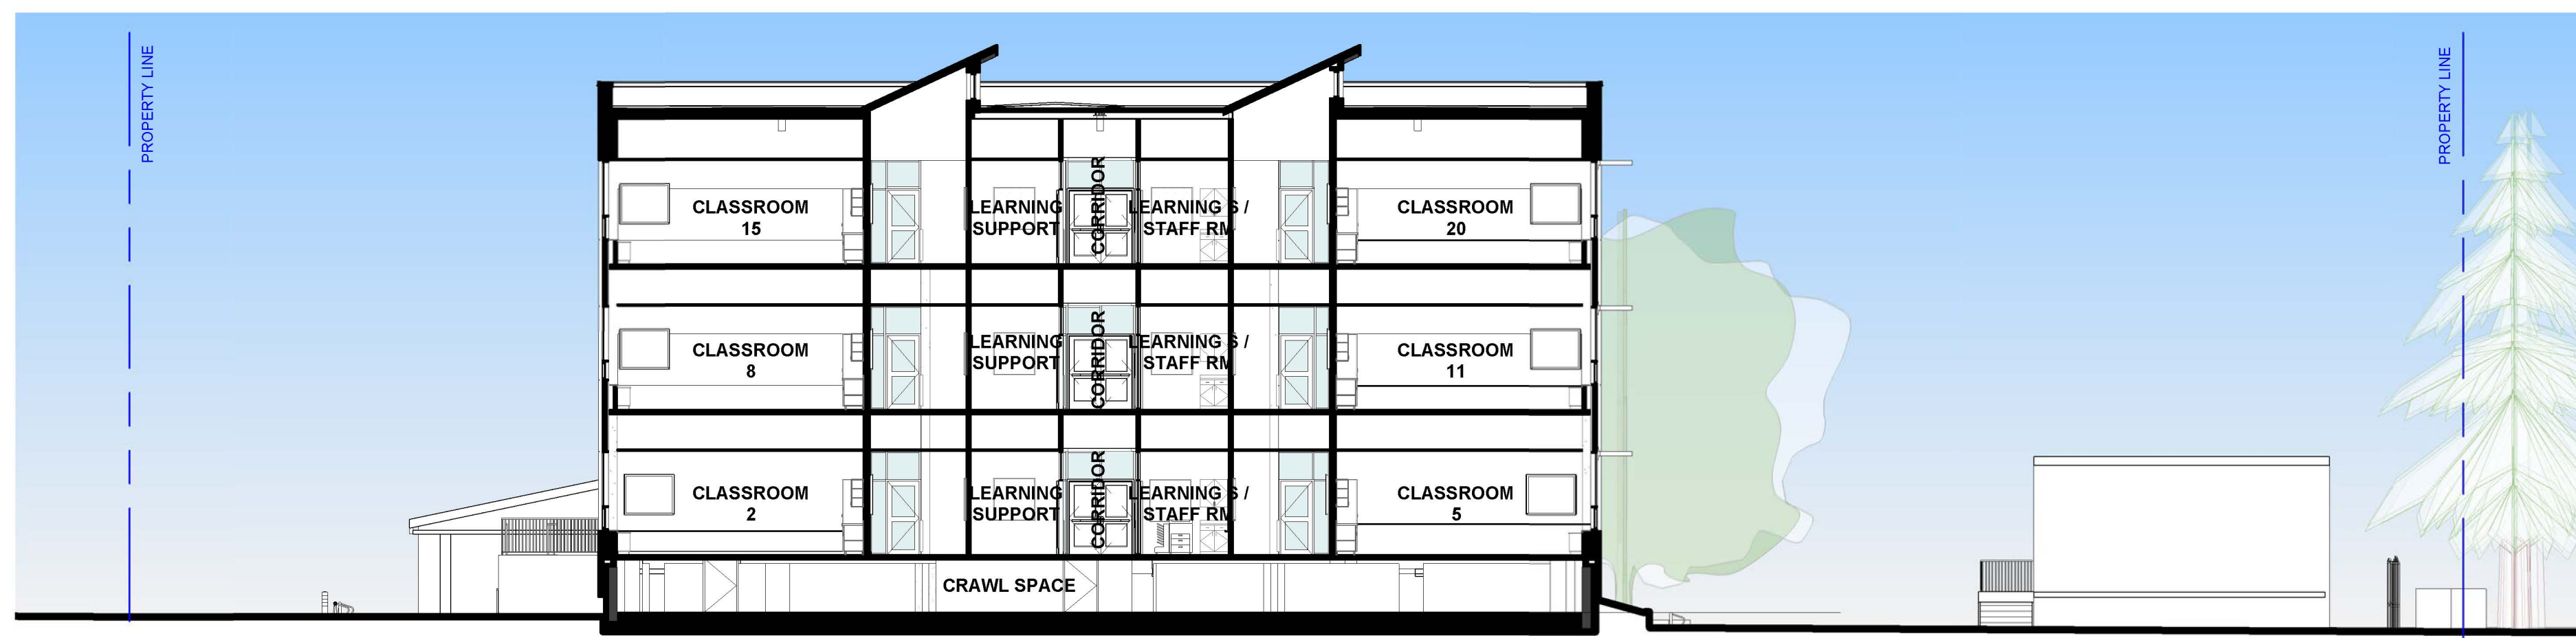 PROPERTY LINE
PROPERTY LINE
CLASSROOM
15
LEARNING
SUPPORT
CORRIDOR
LEARNING S /
STAFF RM
CLASSROOM
20
CLASSROOM
8
LEARNING
SUPPORT
CORRIDOR
LEARNING S /
STAFF RM
CLASSROOM
11
CLASSROOM
2
LEARNING
SUPPORT
CORRIDOR
LEARNING S /
STAFF RM
CLASSROOM
5
CRAWL SPACE